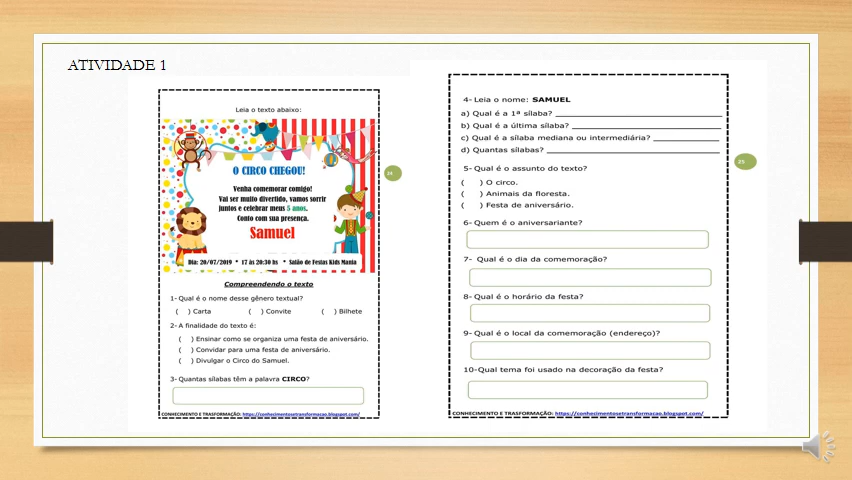 ATIVIDADE 1
Leia o texto abaixo:
O CIRCO CHEGOU!
Venha comemorar comigo!
Vai ser muito divertido, vamos sorrir
juntos e celebrar meus 5 anos.
Conto com sua presença.
Samuel
Dia: 20/07/2019 * 17 às 20:30 hs * Salão de Festas Kids Mania
24
Compreendendo o texto
1- Qual é o nome desse gênero textual?
( ) Carta ( ) Convite ( ) Bilhete
2- A finalidade do texto é:
( ) Ensinar como se organiza uma festa de aniversário.
( ) Convidar para uma festa de aniversário.
( ) Divulgar o Circo do Samuel.
3- Quantas sílabas têm a palavra CIRCO?
CONHECIMENTO E TRASFORMAÇÃO: https://conhecimentosetransformacao.blogspot.com/
4- Leia o nome: SAMUEL
a) Qual é a 1ª sílaba?
b) Qual é a última sílaba?
c) Qual é a sílaba mediana ou intermediária?
d) Quantas sílabas?
25
5- Qual é o assunto do texto?
( ) O circo.
( ) Animais da floresta.
( ) Festa de aniversário.
6- Quem é o aniversariante?
7- Qual é o dia da comemoração?
8- Qual é o horário da festa?
9- Qual é o local da comemoração (endereço)?
10-Qual tema foi usado na decoração da festa?
CONHECIMENTO E TRASFORMAÇÃO: https://conhecimentosetransformacao.blogspot.com/